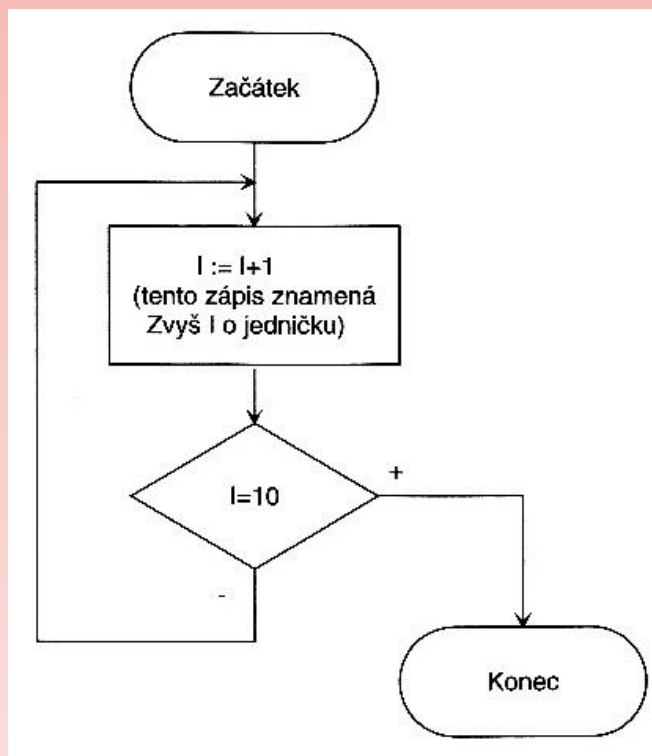 Začátek
I := I+1
(tento zápis znamená
Zvyš I o jedničku)
I=10
+
-
Konec